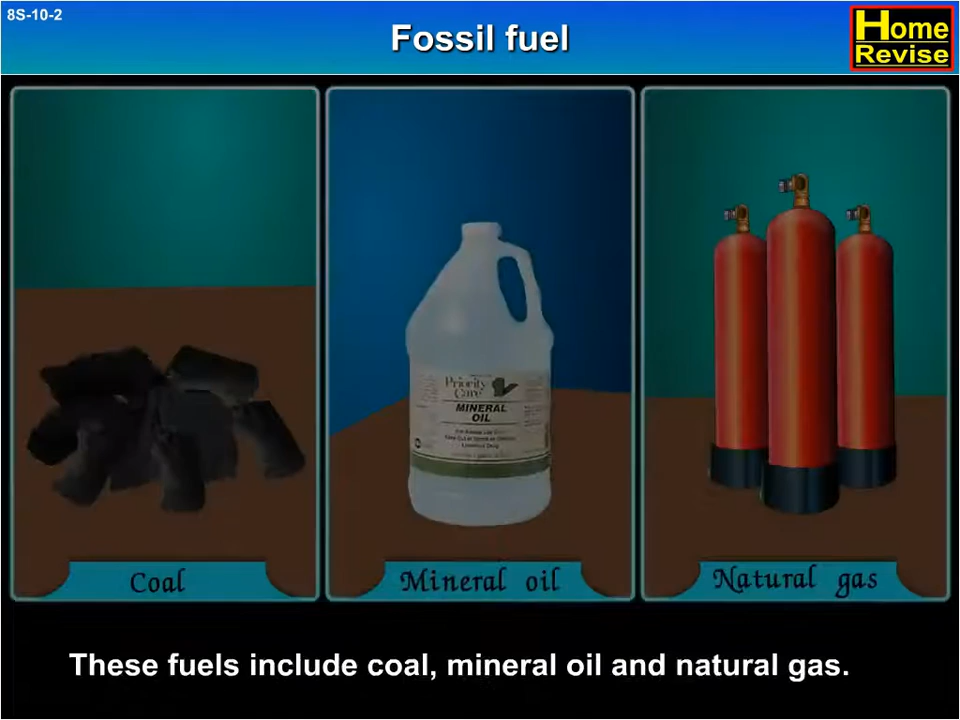 8S-10-2
Fossil fuel
Home
Revise
Priority
Care
MINERAL
OIL
Coal
Mineral oil
Natural gas
These fuels include coal, mineral oil and natural gas.